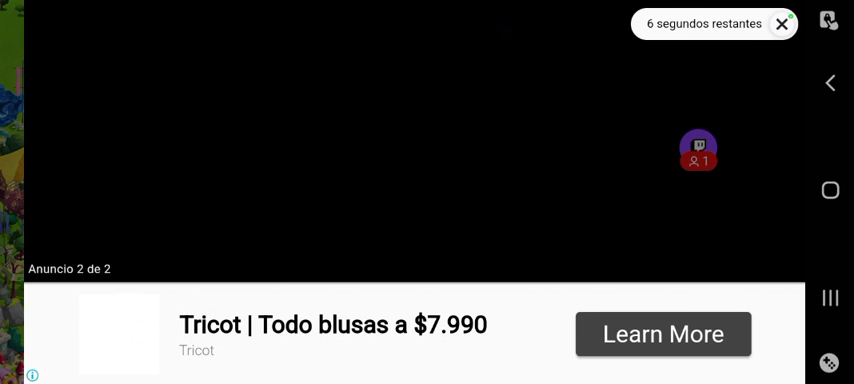 6 segundos restantes
1
Anuncio 2 de 2
Tricot | Todo blusas a $7.990
Tricot
Learn More